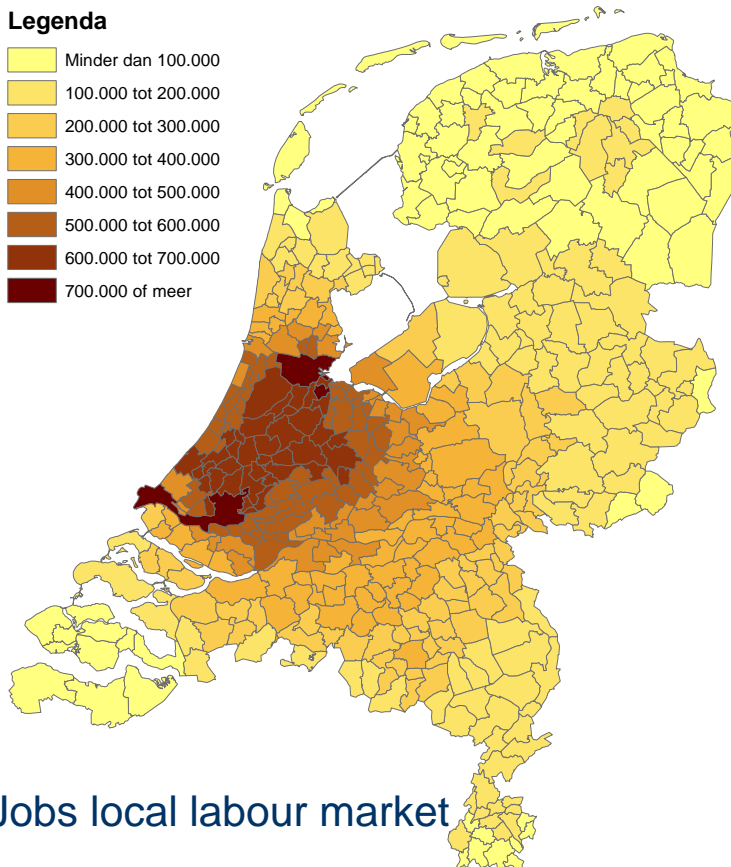 Legenda
Minder dan 100.000
100.000 tot 200.000
200.000 tot 300.000
300.000 tot 400.000
400.000 tot 500.000
500.000 tot 600.000
600.000 tot 700.000
700.000 of meer
Jobs local labour market